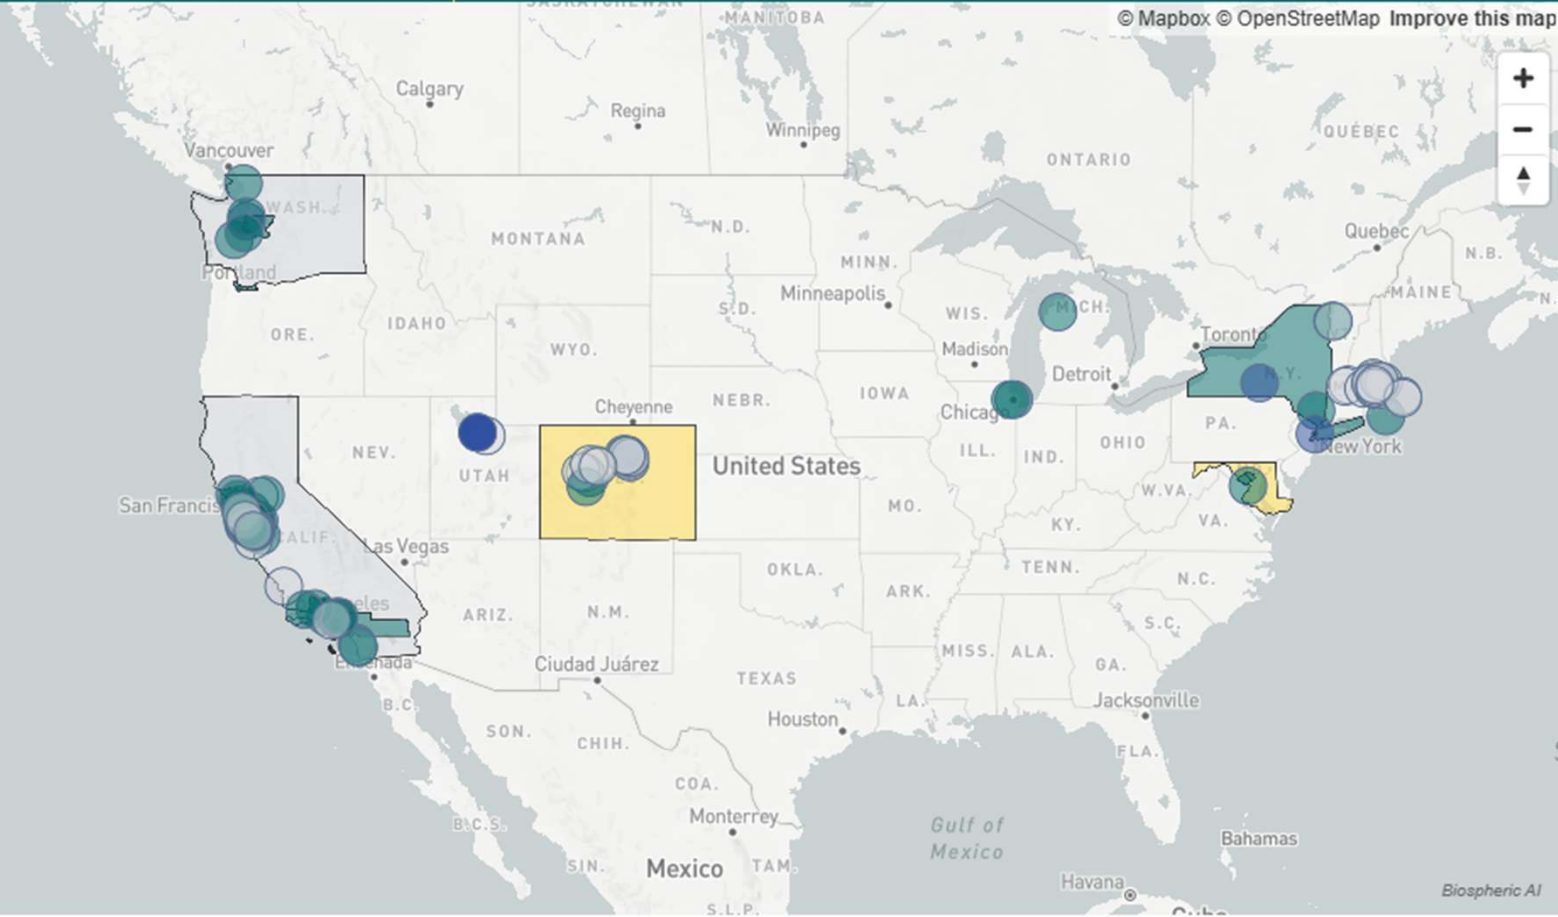 MANITOBA
© Mapbox © OpenStreetMap Improve this map
+
−
Calgary
Regina
Winnipeg
ONTARIO
QUÉBEC
Vancouver
WASH.
MONTANA
N.D.
MINN.
Quebec
N.B.
Portland
Minneapolis
MAINE
N.
ORE.
IDAHO
S.D.
WIS.
MICH.
Toronto
WYO.
Madison
Detroit
N.Y.
NEBR.
IOWA
Cheyenne
Chicago
PA.
NEV.
UTAH
United States
ILL.
IND.
OHIO
New York
San Francis
MO.
W.VA.
VA.
KY.
CALIF.
Las Vegas
OKLA.
TENN.
N.C.
ARK.
eles
ARIZ.
N.M.
S.C.
MISS.
ALA.
GA.
Ensenada
Ciudad Juárez
TEXAS
LA.
Jacksonville
B.C.
SON.
CHIH.
Houston
FLA.
COA.
B.C.S.
Monterrey
Gulf of
Mexico
Bahamas
SIN.
Mexico
TAM.
Havana
Biospheric AI
S.L.P.
Cuba